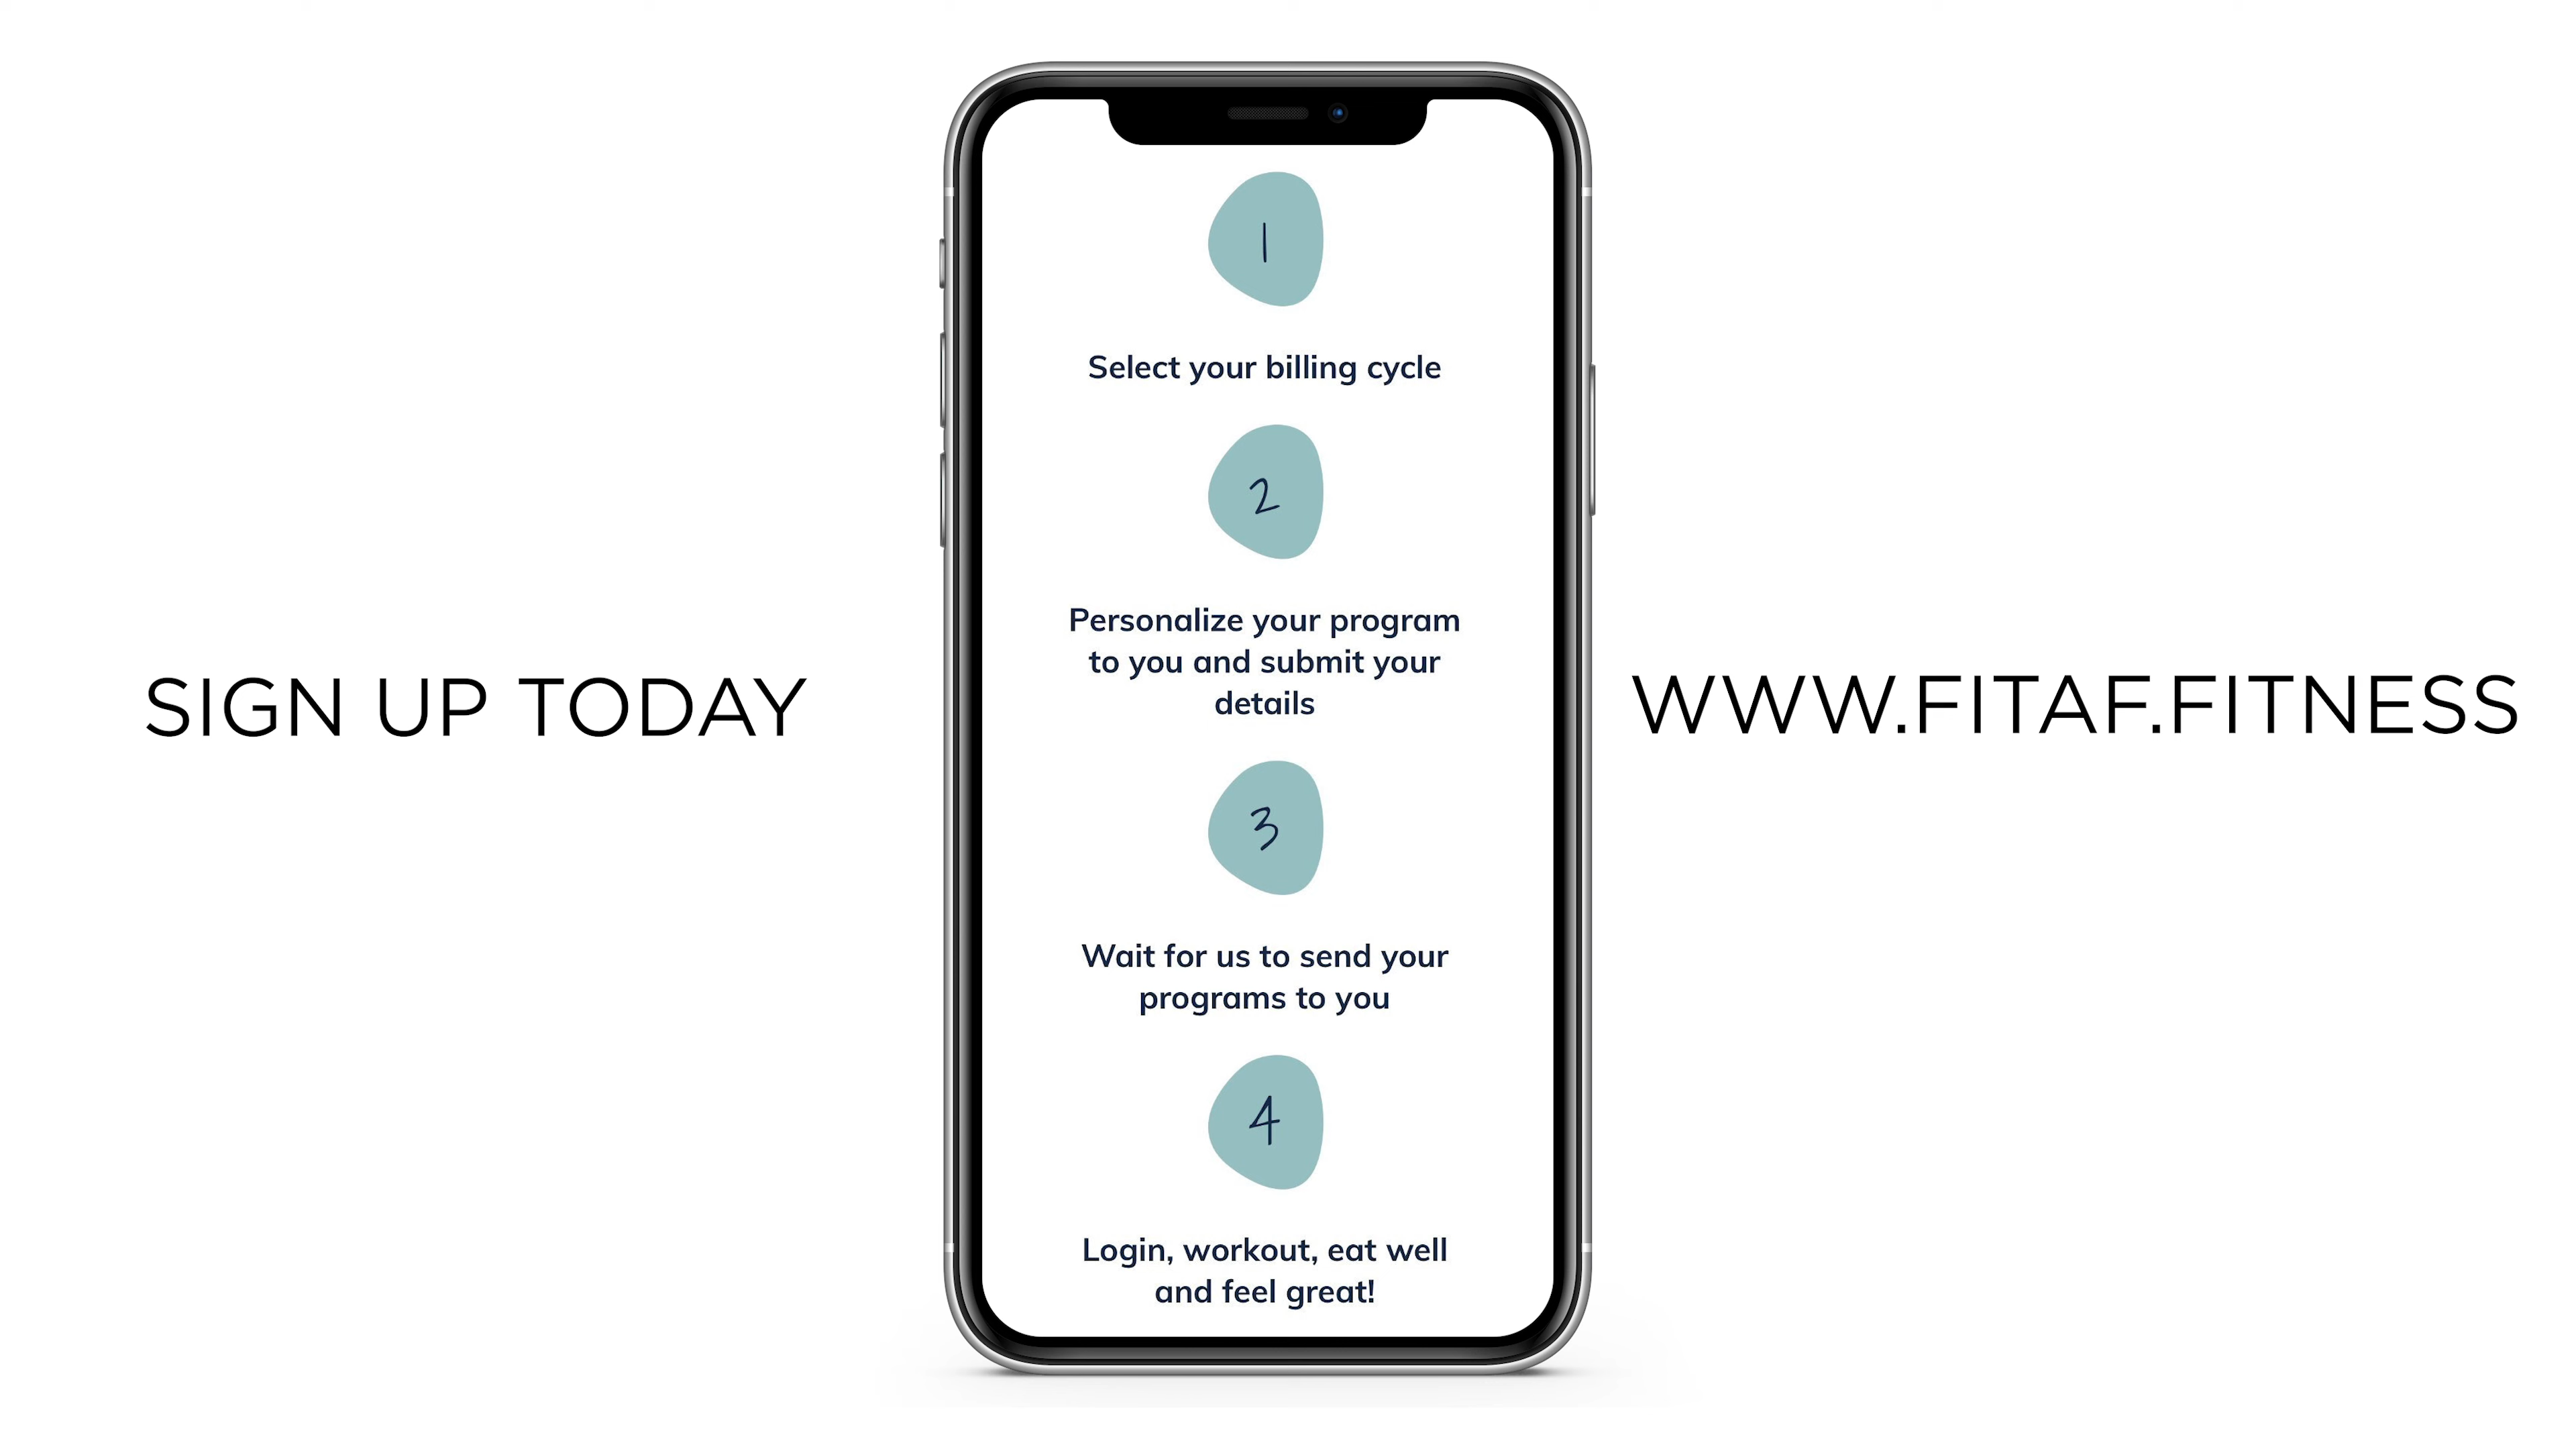 SIGN UP TODAY
1
Select your billing cycle
2
Personalize your program
to you and submit your
details
3
Wait for us to send your
programs to you
4
Login, workout, eat well
and feel great!
WWW.FITAF.FITNESS